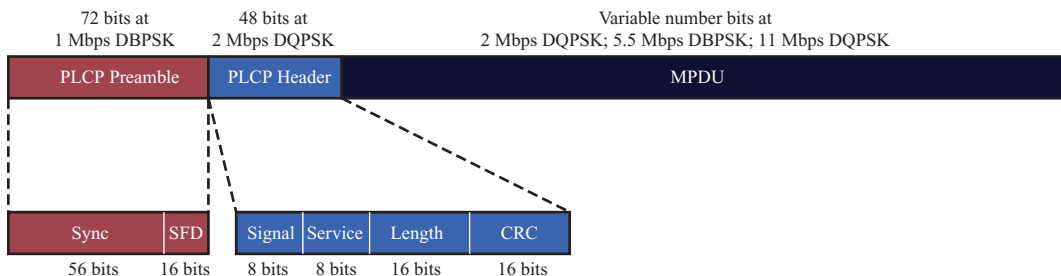 72 bits at
1 Mbps DBPSK
48 bits at
2 Mbps DQPSK
Variable number bits at
2 Mbps DQPSK; 5.5 Mbps DBPSK; 11 Mbps DQPSK
PLCP Preamble
PLCP Header
MPDU
Sync
SFD
Signal
Service
Length
CRC
56 bits
16 bits
8 bits
8 bits
16 bits
16 bits